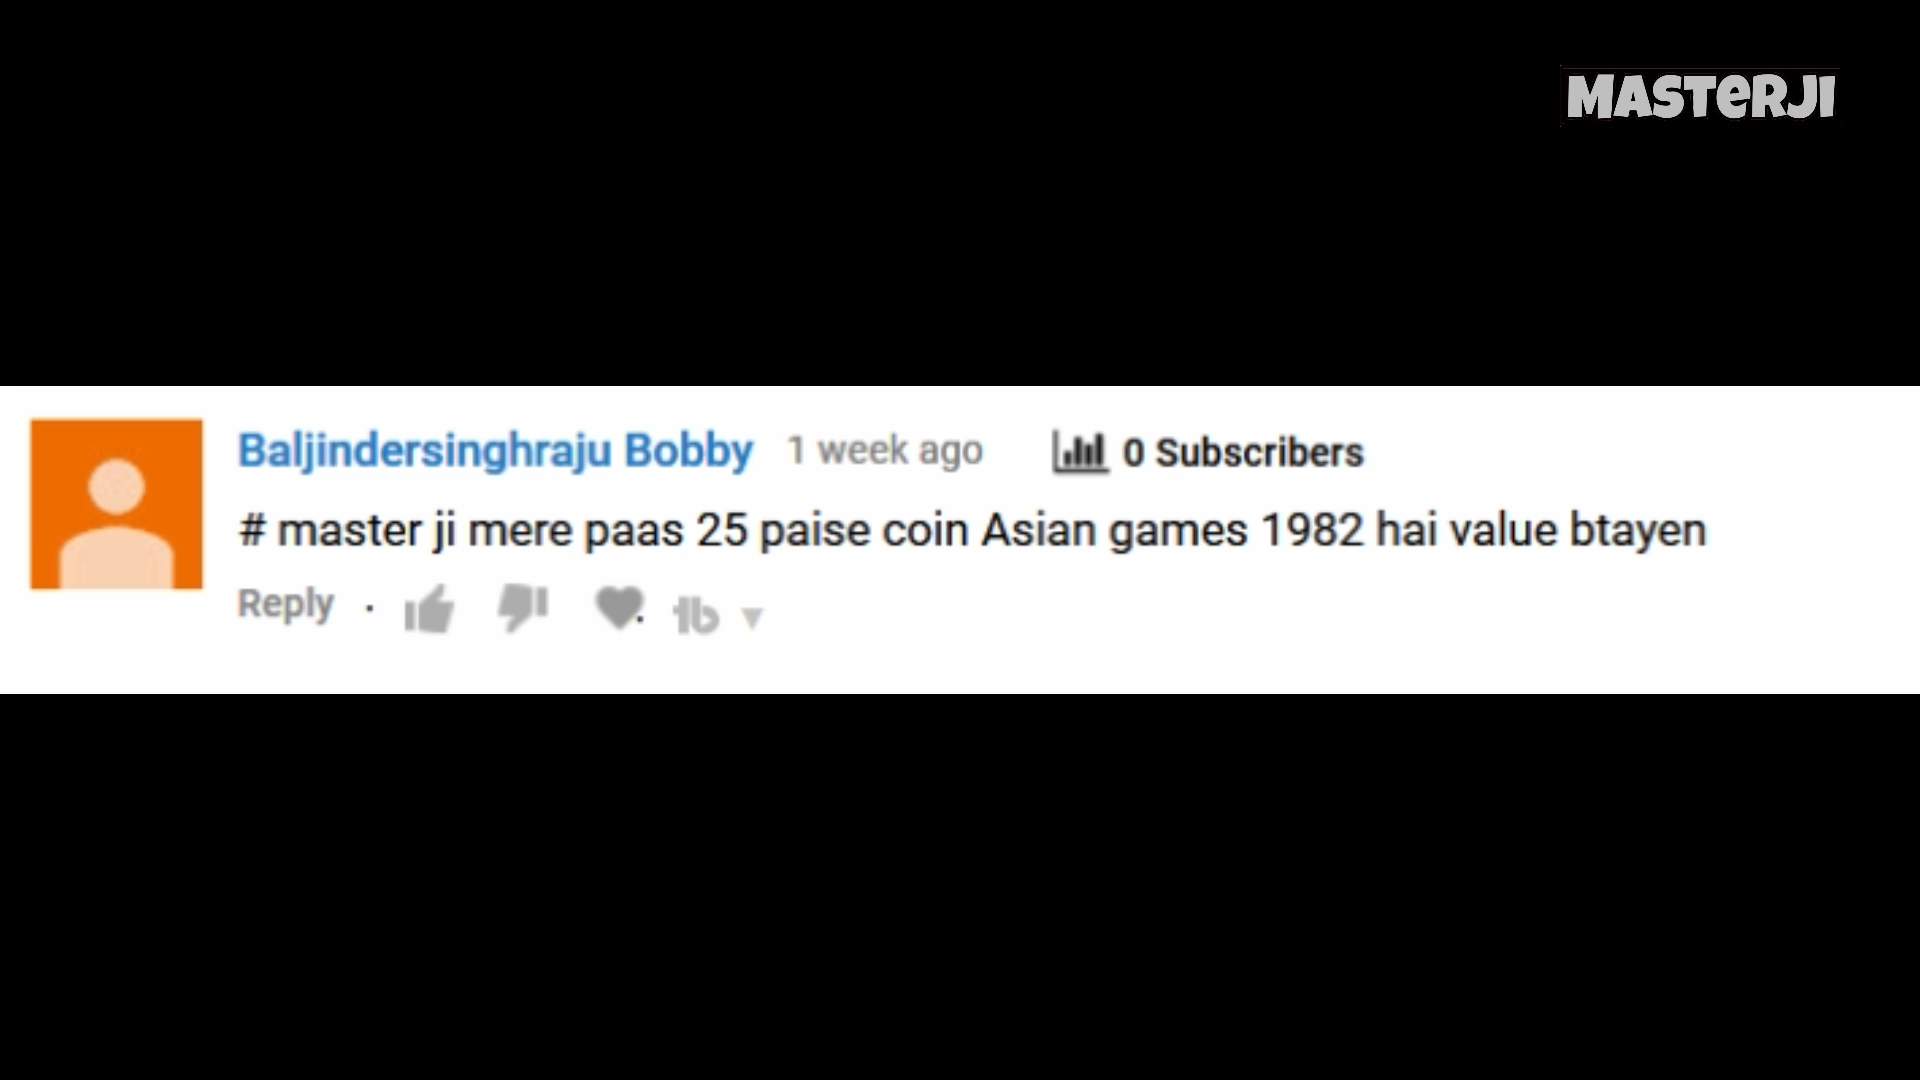 MASTERJI
Baljindersinghraju Bobby 1 week ago 0 Subscribers
# master ji mere paas 25 paise coin Asian games 1982 hai value btayen
Reply · tb ▼